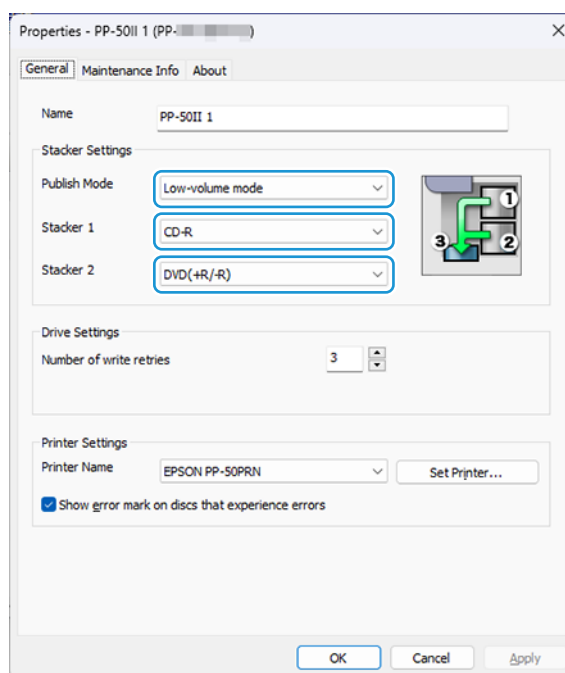 Properties - PP-50II 1 (PP-
General Maintenance Info About
Name PP-50II 1
Stacker Settings
Publish Mode Low-volume mode
Stacker 1 CD-R
Stacker 2 DVD(+R/-R)
1
3 2
Drive Settings
Number of write retries 3
Printer Settings
Printer Name EPSON PP-50PRN Set Printer...
Show error mark on discs that experience errors
OK Cancel Apply